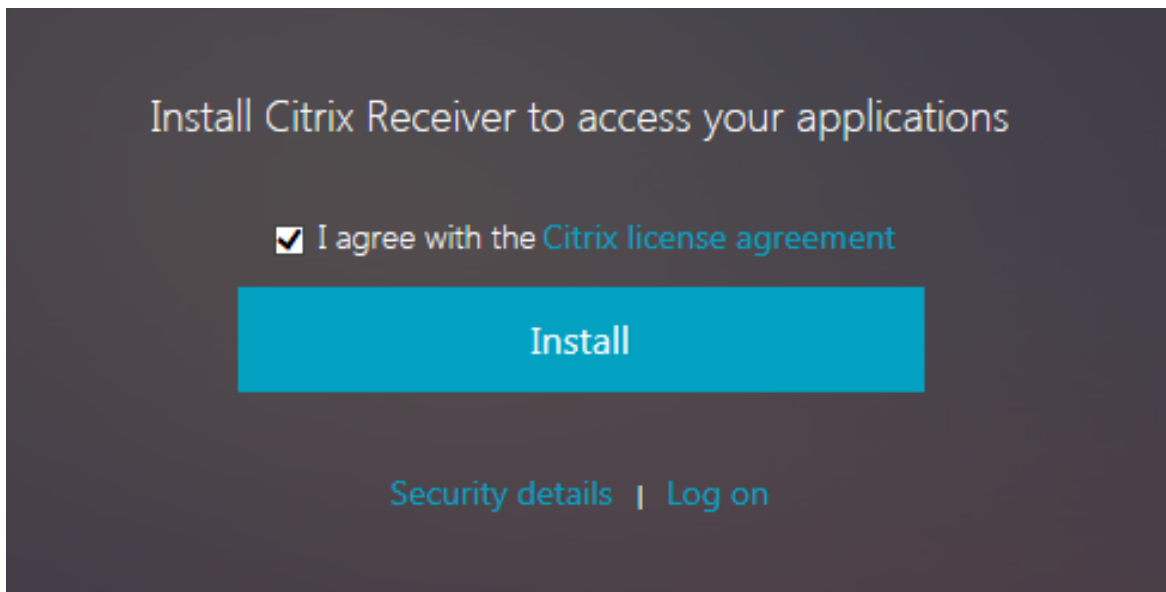 Install Citrix Receiver to access your applications
I agree with the Citrix license agreement
Install
Security details | Log on